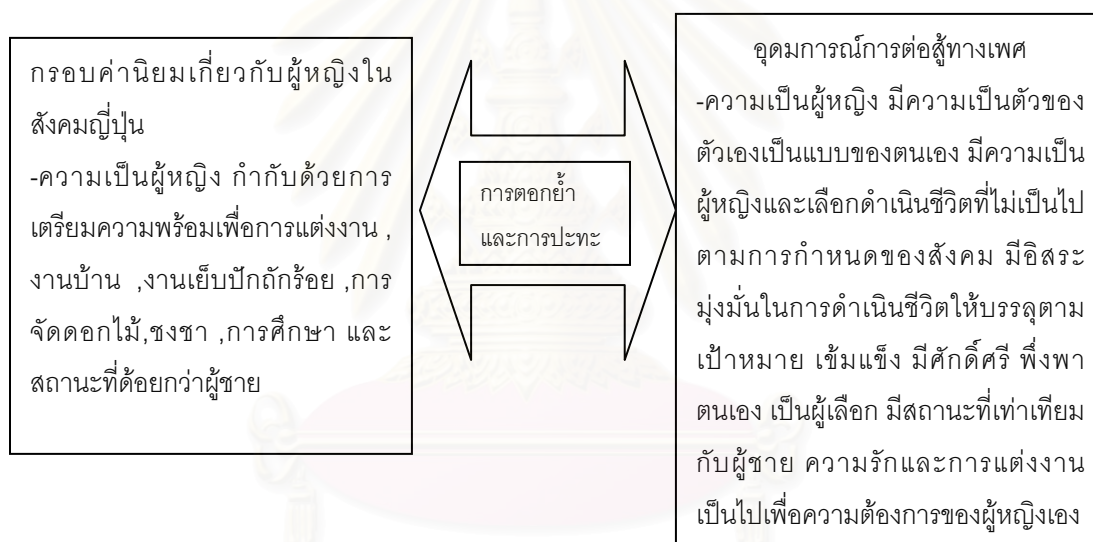 กรอบค่านิยมเกี่ยวกับผู้หญิงใน
สังคมญี่ปุ่น
-ความเป็นผู้หญิง กำกับด้วยการ
เตรียมความพร้อมเพื่อการแต่งงาน ,
งานบ้าน ,งานเย็บปักถักร้อย ,การ
จัดดอกไม้,ชงชา ,การศึกษา และ
สถานะที่ด้อยกว่าผู้ชาย
การตอกย้ำ
และการปะทะ
อุดมการณ์การต่อสู้ทางเพศ
-ความเป็นผู้หญิง มีความเป็นตัวของ
ตัวเองเป็นแบบของตนเอง มีความเป็น
ผู้หญิงและเลือกดำเนินชีวิตที่ไม่เป็นไป
ตามการกำหนดของสังคม มีอิสระ
มุ่งมั่นในการดำเนินชีวิตให้บรรลุตาม
เป้าหมาย เข้มแข็ง มีศักดิ์ศรี พึ่งพา
ตนเอง เป็นผู้เลือก มีสถานะที่เท่าเทียม
กับผู้ชาย ความรักและการแต่งงาน
เป็นไปเพื่อความต้องการของผู้หญิงเอง